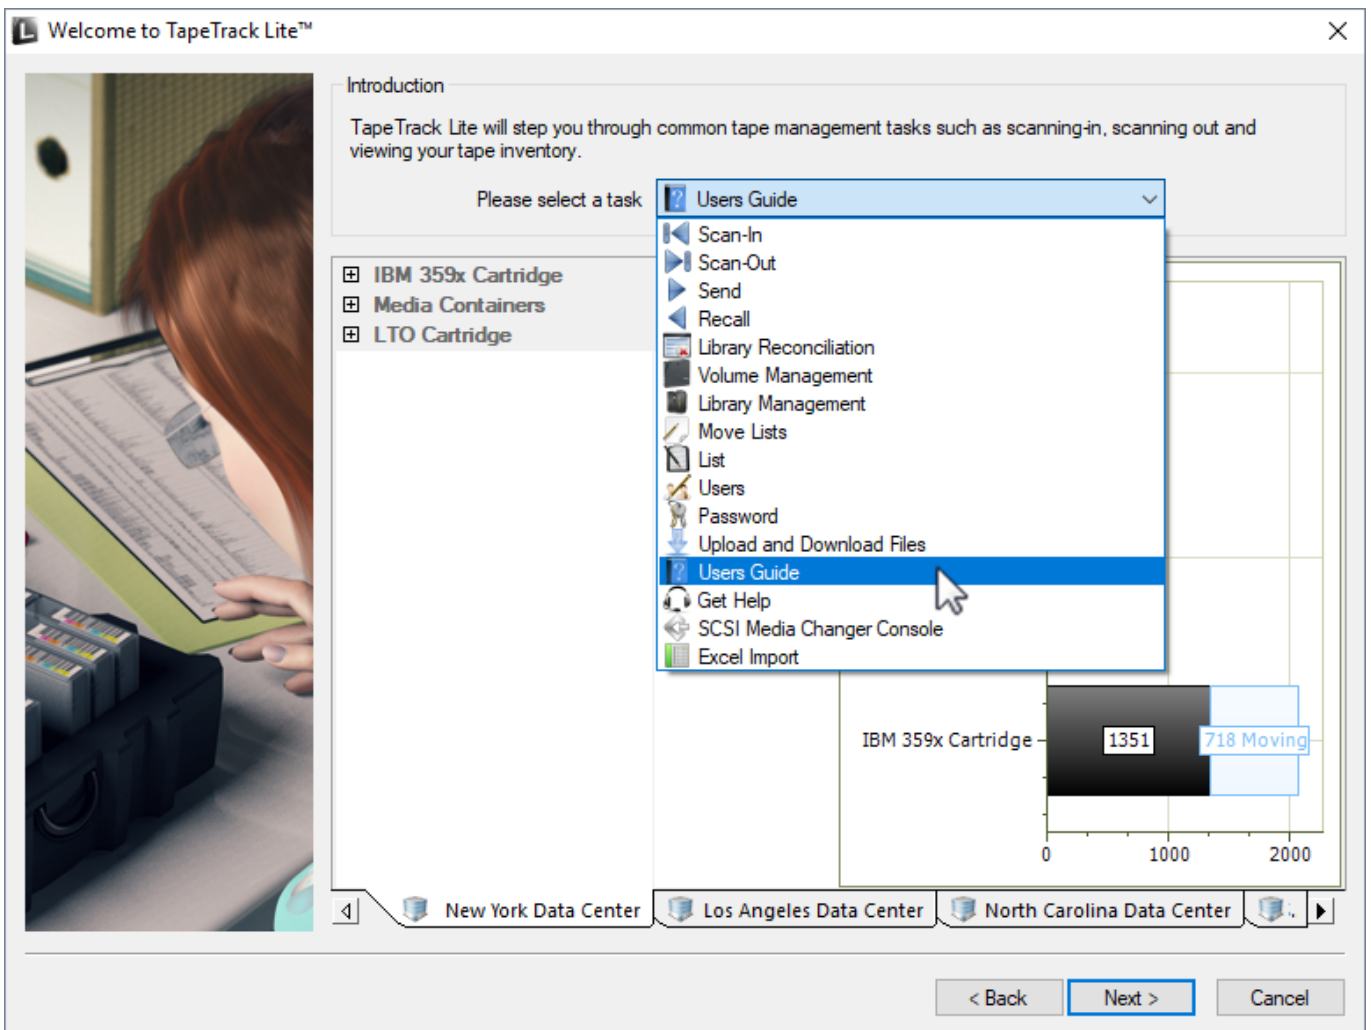 Welcome to TapeTrack Lite™
Introduction
TapeTrack Lite will step you through common tape management tasks such as scanning-in, scanning out and
viewing your tape inventory.
Please select a task
Users Guide
Scan-In
Scan-Out
Send
Recall
Library Reconciliation
Volume Management
Library Management
Move Lists
List
Users
Password
Upload and Download Files
Users Guide
Get Help
SCSI Media Changer Console
Excel Import
IBM 359x Cartridge
Media Containers
LTO Cartridge
IBM 359x Cartridge
1351
718 Moving
0 1000 2000
New York Data Center
Los Angeles Data Center
North Carolina Data Center
< Back
Next >
Cancel